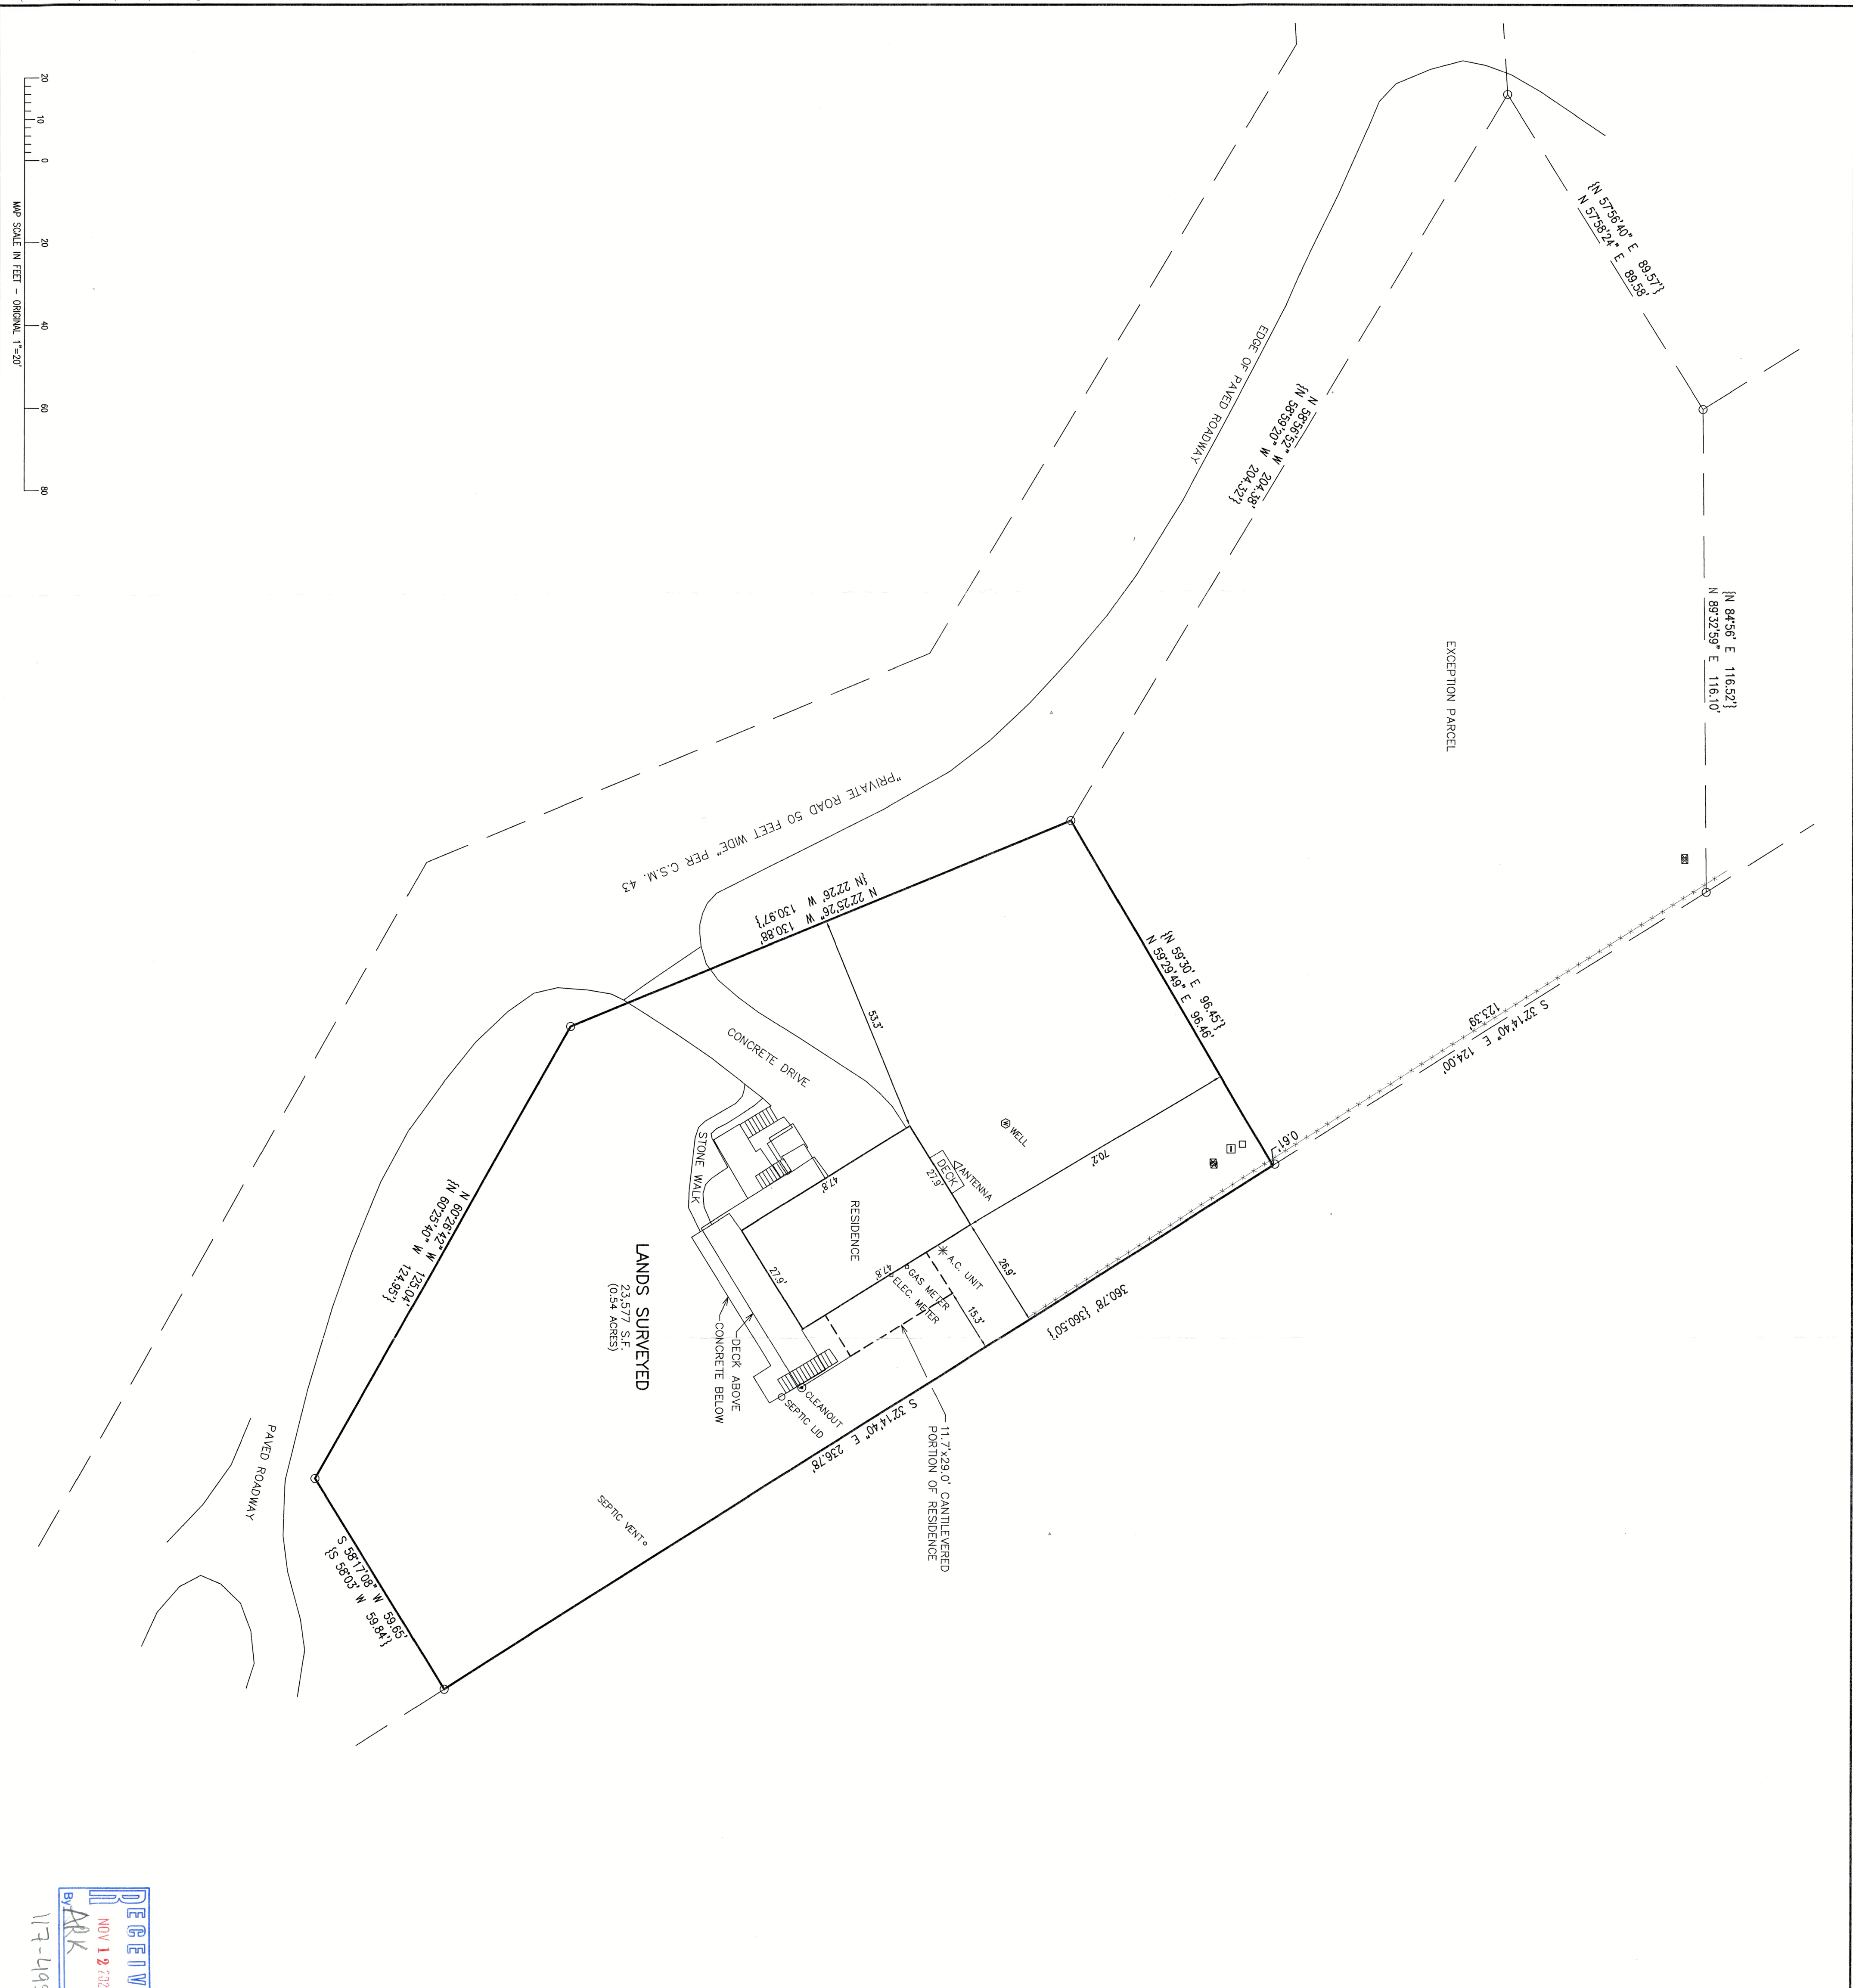 {N 57°56'40" E 89.57'}
N 57°58'24" E 89.58'
{N 84°56' E 116.52'}
N 89°32'59" E 116.10'
EXCEPTION PARCEL
EDGE OF PAVED ROADWAY
N 58°56'52" W 204.38'
{N 58°59'20" W 204.32'}
"PRIVATE ROAD 50 FEET WIDE" PER C.S.M. 43
N 22°25'26" W 130.88'
{N 22°26' W 130.97'}
{N 59°30' E 96.45'}
N 59°29'49" E 96.46'
S 32°14'40" E 124.00'
123.39'
0.61'
360.78' {360.50'}
53.3'
70.2'
WELL
ANTENNA
DECK
27.9'
26.9'
CONCRETE DRIVE
STONE WALK
RESIDENCE
47.8'
47.8'
27.9'
A.C. UNIT
GAS METER
ELEC. METER
15.3'
11.7'x29.0' CANTILEVERED
PORTION OF RESIDENCE
DECK ABOVE
CONCRETE BELOW
CLEANOUT
SEPTIC LID
S 32°14'40" E 236.78'
LANDS SURVEYED
23,577 S.F.
(0.54 ACRES)
N 60°26'42" W 125.04'
{N 60°25'40" W 124.95'}
SEPTIC VENT
PAVED ROADWAY
S 58°17'08" W 59.65'
{S 58°03' W 59.84'}
20 10 0 20 40 60 80
MAP SCALE IN FEET - ORIGINAL 1"=20'
RECEIV
NOV 12 202
By: ARK
117-499